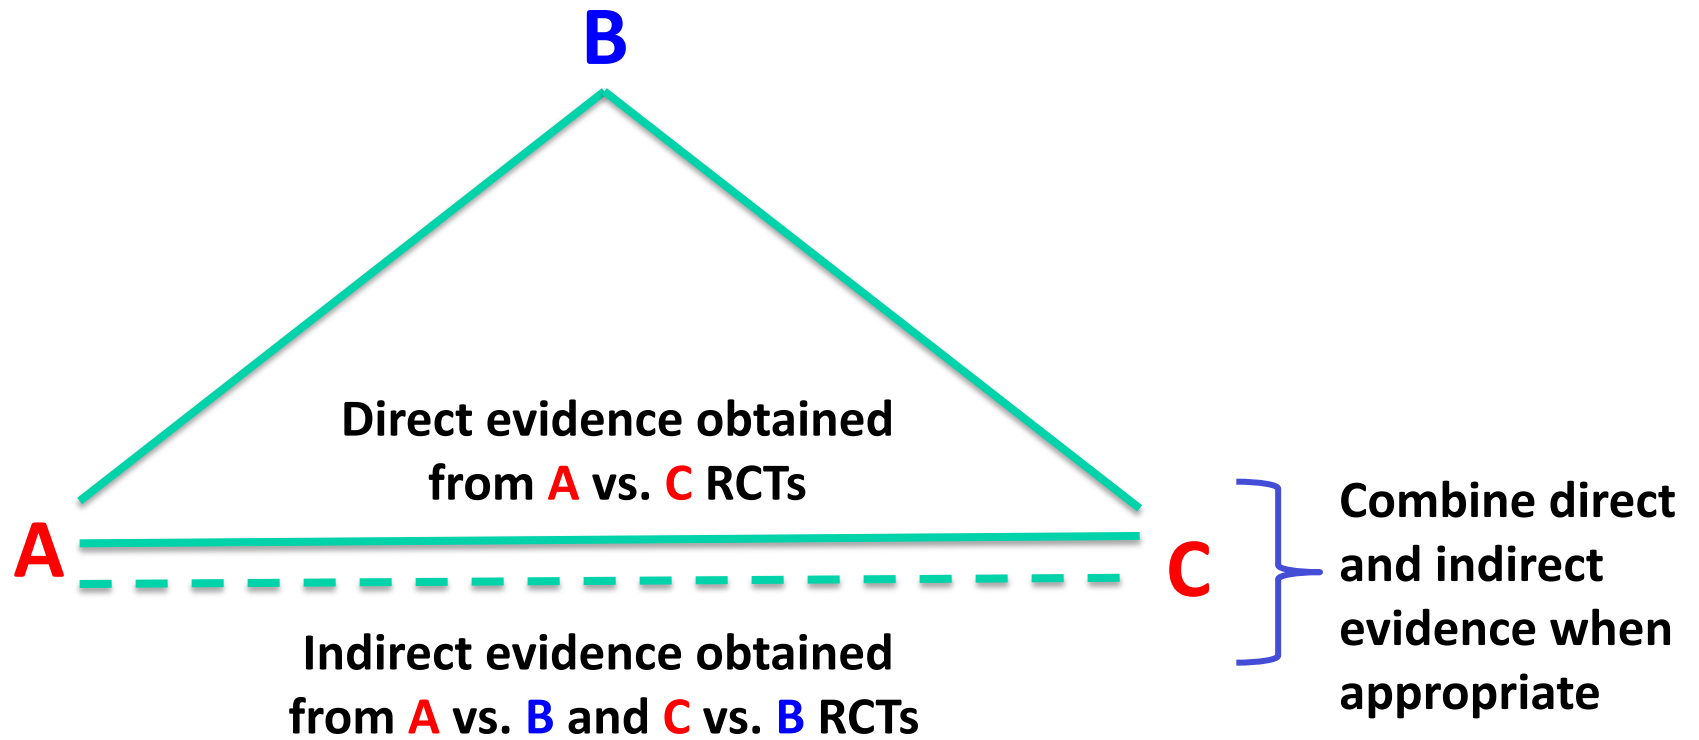 B
Direct evidence obtained
from A vs. C RCTs
A
C
Indirect evidence obtained
from A vs. B and C vs. B RCTs
Combine direct
and indirect
evidence when
appropriate